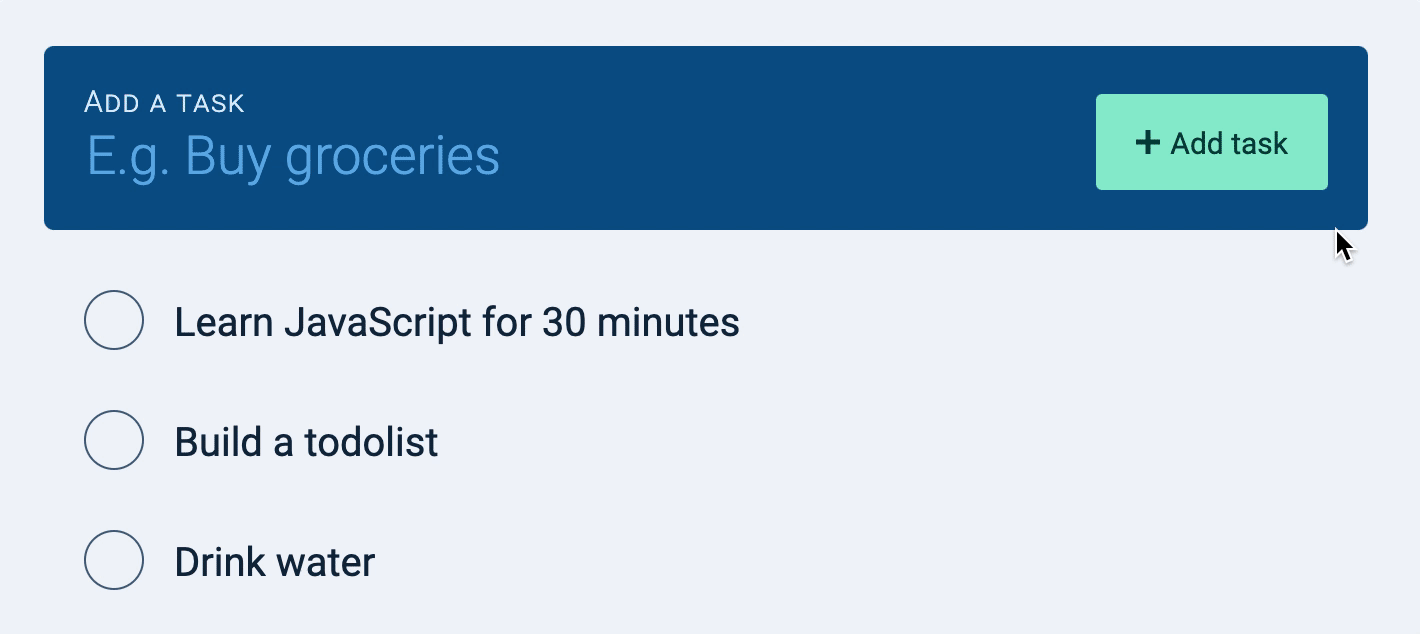 Add a task
E.g. Buy groceries
+ Add task
Learn JavaScript for 30 minutes
Build a todolist
Drink water